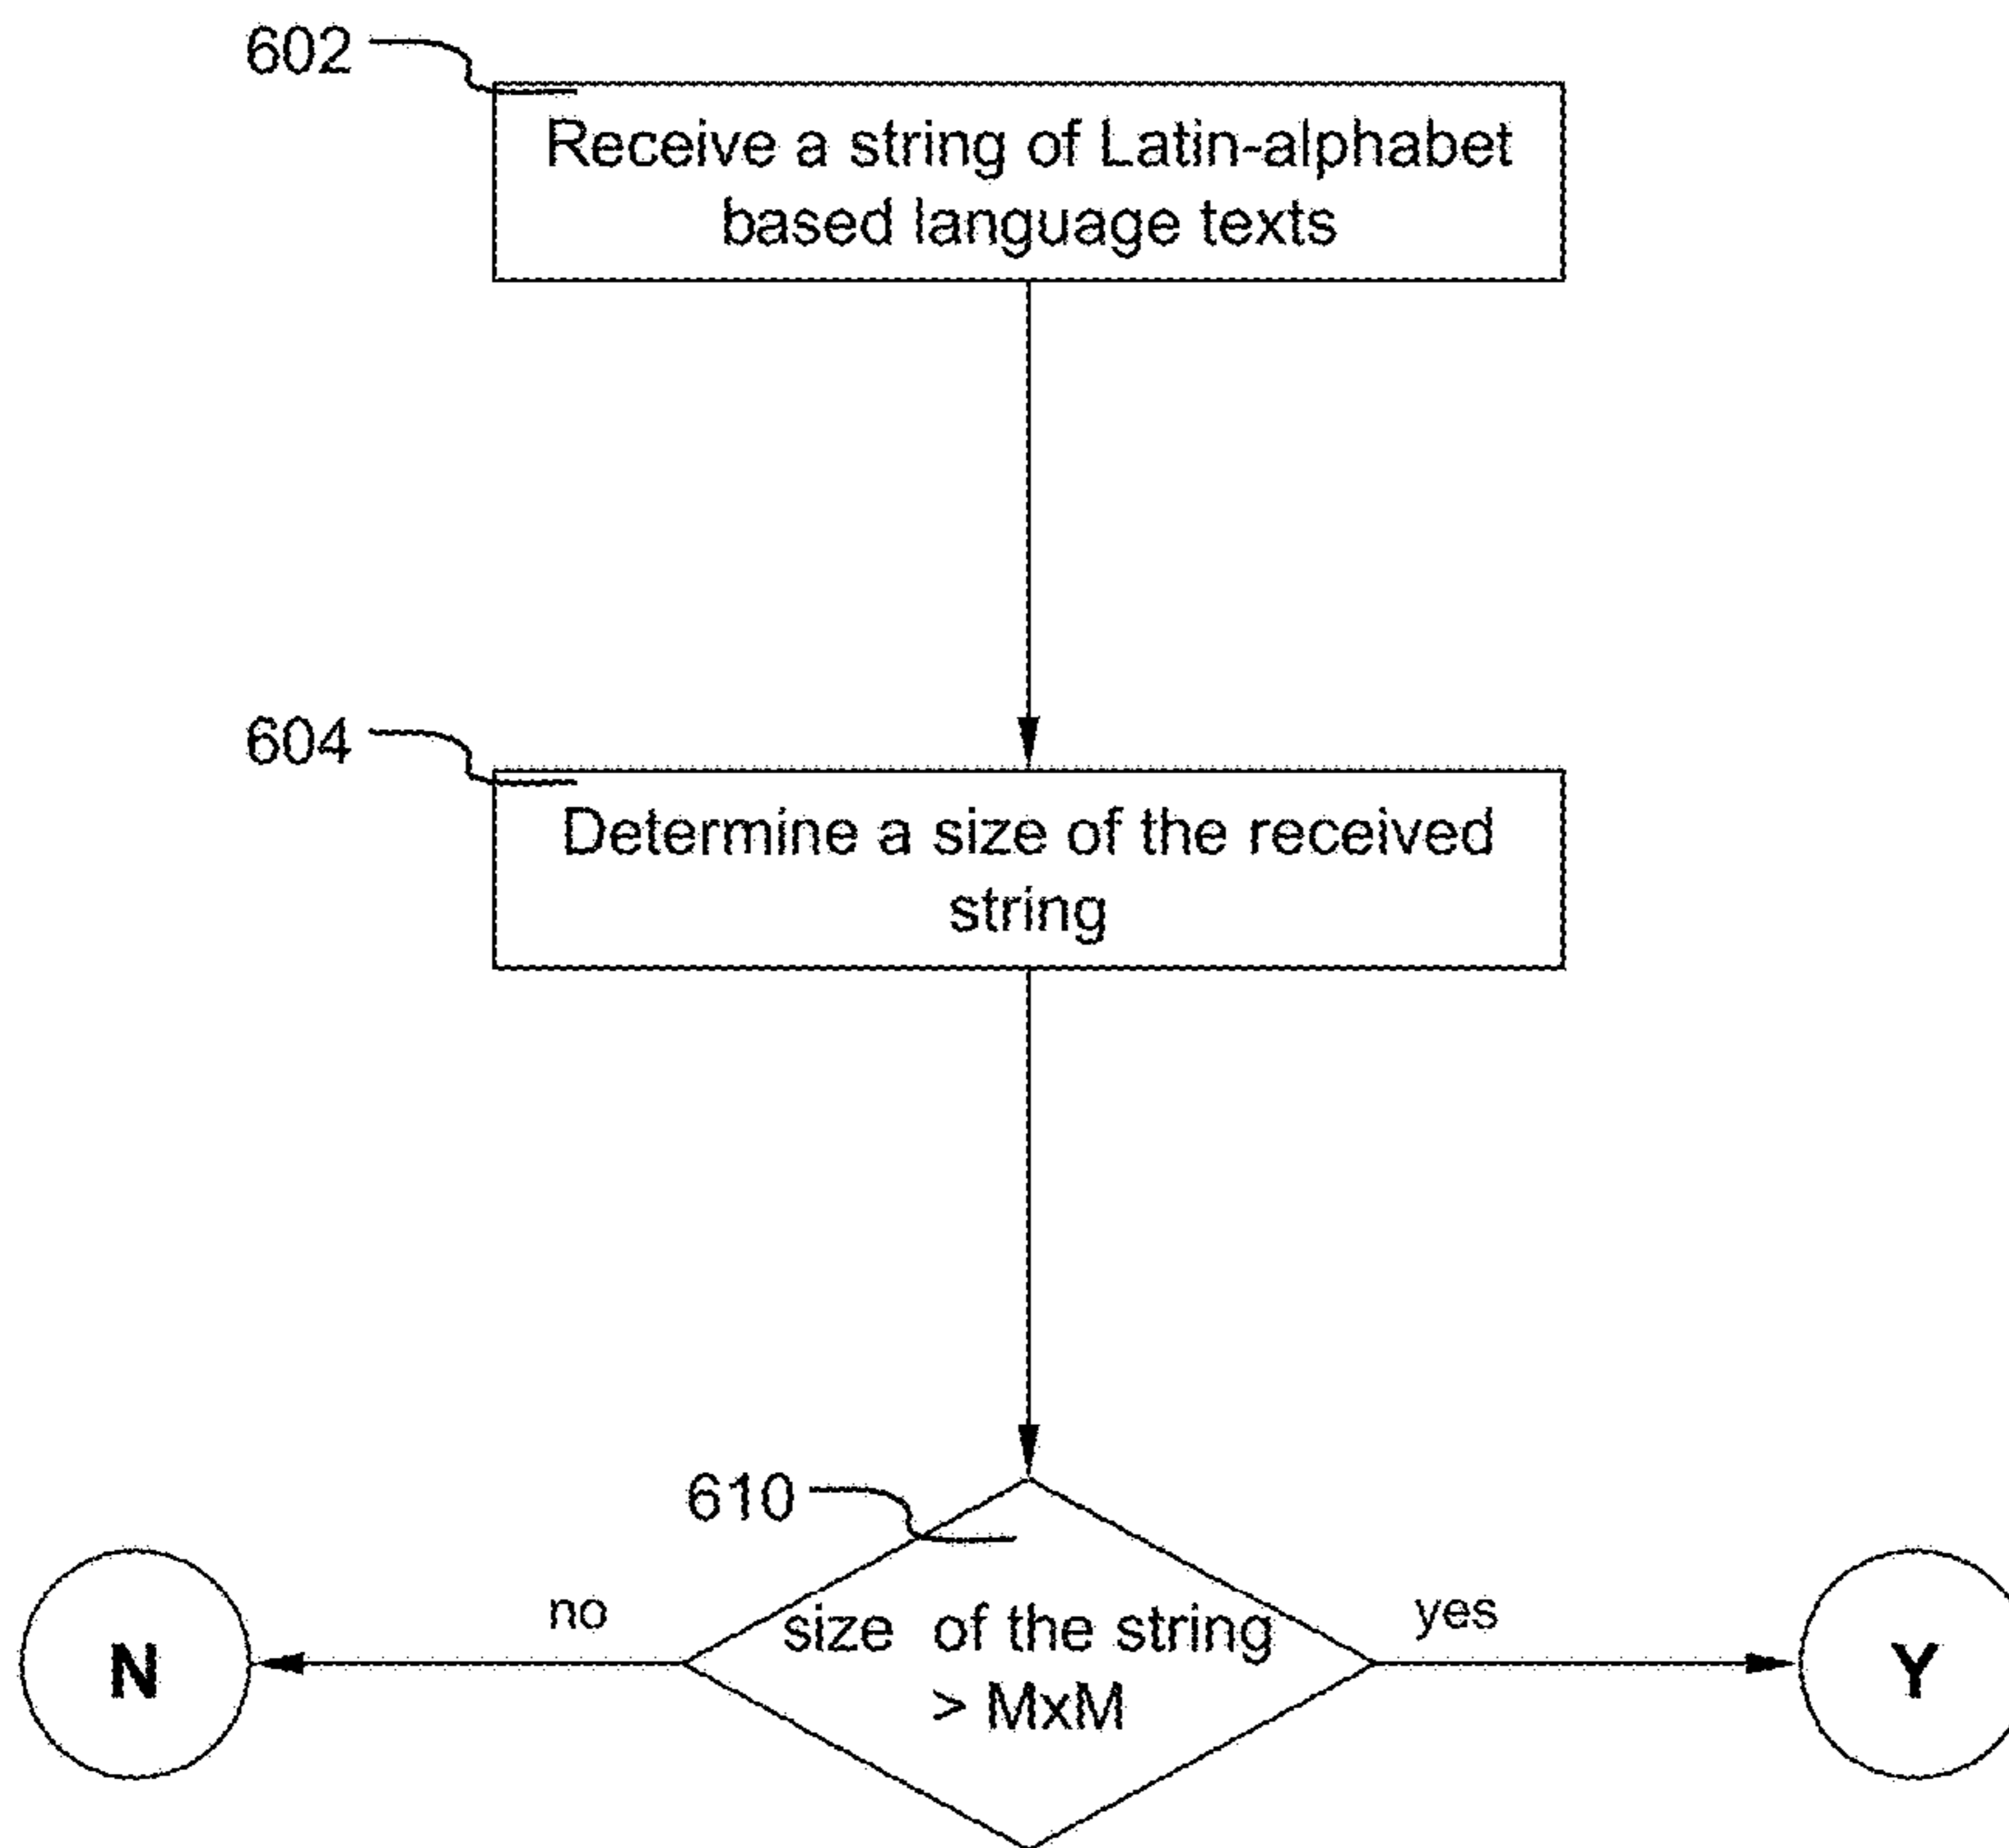 602
Receive a string of Latin-alphabet
based language texts
604
Determine a size of the received
string
610
no
size of the string
yes
N
> MxM
Y